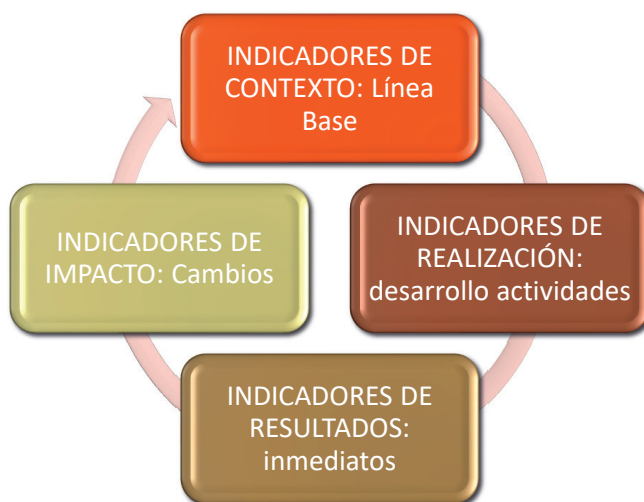 INDICADORES DE
CONTEXTO: Línea
Base
INDICADORES DE
REALIZACIÓN:
desarrollo actividades
INDICADORES DE
RESULTADOS:
inmediatos
INDICADORES DE
IMPACTO: Cambios